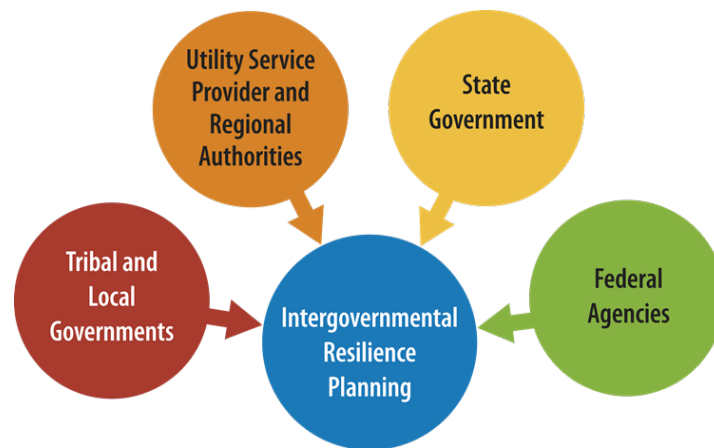 Utility Service
Provider and
Regional
Authorities
State
Government
Tribal and
Local
Governments
Intergovernmental
Resilience
Planning
Federal
Agencies